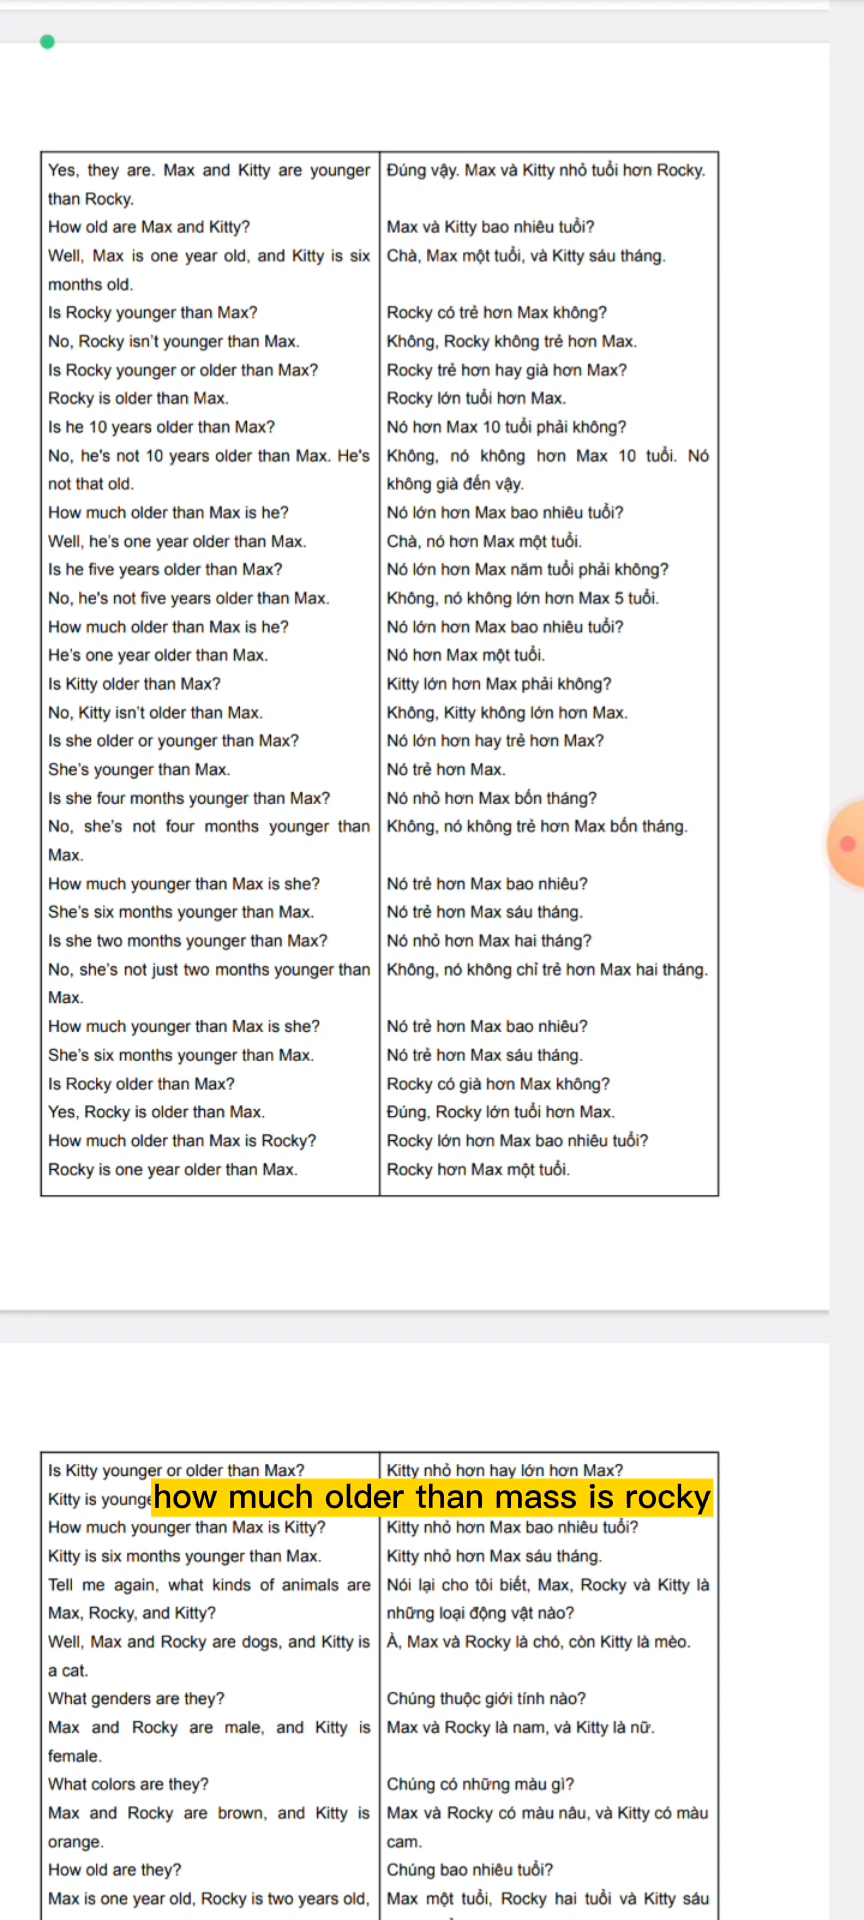 Yes, they are. Max and Kitty are younger
than Rocky.
How old are Max and Kitty?
Well, Max is one year old, and Kitty is six
months old.
Is Rocky younger than Max?
No, Rocky isn't younger than Max.
Is Rocky younger or older than Max?
Rocky is older than Max.
Is he 10 years older than Max?
No, he's not 10 years older than Max. He's
not that old.
How much older than Max is he?
Well, he's one year older than Max.
Is he five years older than Max?
No, he's not five years older than Max.
How much older than Max is he?
He's one year older than Max.
Is Kitty older than Max?
No, Kitty isn't older than Max.
Is she older or younger than Max?
She's younger than Max.
Is she four months younger than Max?
No, she's not four months younger than
Max.
How much younger than Max is she?
She's six months younger than Max.
Is she two months younger than Max?
No, she's not just two months younger than
Max.
How much younger than Max is she?
She's six months younger than Max.
Is Rocky older than Max?
Yes, Rocky is older than Max.
How much older than Max is Rocky?
Rocky is one year older than Max.
Đúng vậy. Max và Kitty nhỏ tuổi hơn Rocky.
Max và Kitty bao nhiêu tuổi?
Chà, Max một tuổi, và Kitty sáu tháng.
Rocky có trẻ hơn Max không?
Không, Rocky không trẻ hơn Max.
Rocky trẻ hơn hay già hơn Max?
Rocky lớn tuổi hơn Max.
Nó hơn Max 10 tuổi phải không?
Không, nó không hơn Max 10 tuổi. Nó
không già đến vậy.
Nó lớn hơn Max bao nhiêu tuổi?
Chà, nó hơn Max một tuổi.
Nó lớn hơn Max năm tuổi phải không?
Không, nó không lớn hơn Max 5 tuổi.
Nó lớn hơn Max bao nhiêu tuổi?
Nó hơn Max một tuổi.
Kitty lớn hơn Max phải không?
Không, Kitty không lớn hơn Max.
Nó lớn hơn hay trẻ hơn Max?
Nó trẻ hơn Max.
Nó nhỏ hơn Max bốn tháng?
Không, nó không trẻ hơn Max bốn tháng.
Nó trẻ hơn Max bao nhiêu?
Nó trẻ hơn Max sáu tháng.
Nó nhỏ hơn Max hai tháng?
Không, nó không chỉ trẻ hơn Max hai tháng.
Nó trẻ hơn Max bao nhiêu?
Nó trẻ hơn Max sáu tháng.
Rocky có già hơn Max không?
Đúng, Rocky lớn tuổi hơn Max.
Rocky lớn hơn Max bao nhiêu tuổi?
Rocky hơn Max một tuổi.
Is Kitty younger or older than Max?
Kitty is
how much older than mass is rocky
How much younger than Max is Kitty?
Kitty is six months younger than Max.
Tell me again, what kinds of animals are
Max, Rocky, and Kitty?
Well, Max and Rocky are dogs, and Kitty is
a cat.
What genders are they?
Max and Rocky are male, and Kitty is
female.
What colors are they?
Max and Rocky are brown, and Kitty is
orange.
How old are they?
Max is one year old, Rocky is two years old,
Kitty nhỏ hơn hay lớn hơn Max?
Kitty nhỏ hơn Max bao nhiêu tuổi?
Kitty nhỏ hơn Max sáu tháng.
Nói lại cho tôi biết, Max, Rocky và Kitty là
những loại động vật nào?
À, Max và Rocky là chó, còn Kitty là mèo.
Chúng thuộc giới tính nào?
Max và Rocky là nam, và Kitty là nữ.
Chúng có những màu gì?
Max và Rocky có màu nâu, và Kitty có màu
cam.
Chúng bao nhiêu tuổi?
Max một tuổi, Rocky hai tuổi và Kitty sáu